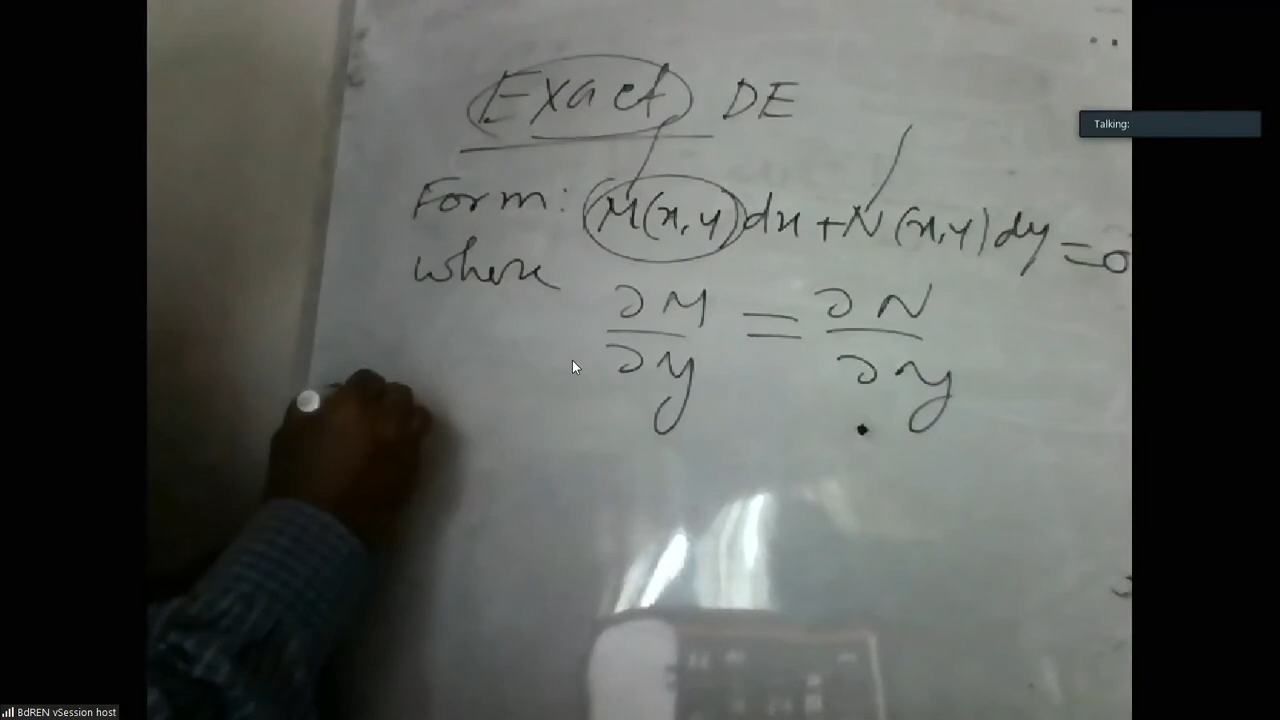 Exact DE
Talking:
Form: M(x,y)dx+N(x,y)dy=0
where
∂M/∂y = ∂N/∂y
BdREN vSession host